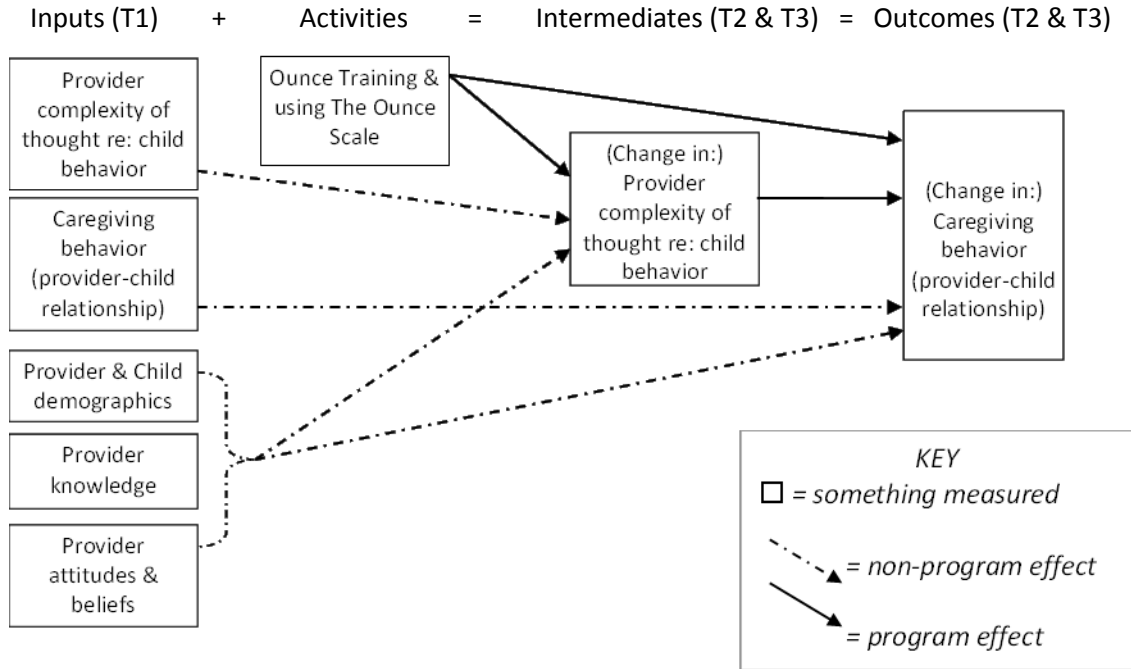 Inputs (T1) + Activities = Intermediates (T2 & T3) = Outcomes (T2 & T3)
Provider
complexity of
thought re: child
behavior
Caregiving
behavior
(provider-child
relationship)
Provider & Child
demographics
Provider
knowledge
Provider
attitudes &
beliefs
Ounce Training &
using The Ounce
Scale
(Change in:)
Provider
complexity of
thought re: child
behavior
(Change in:)
Caregiving
behavior
(provider-child
relationship)
KEY
= something measured
= non-program effect
= program effect